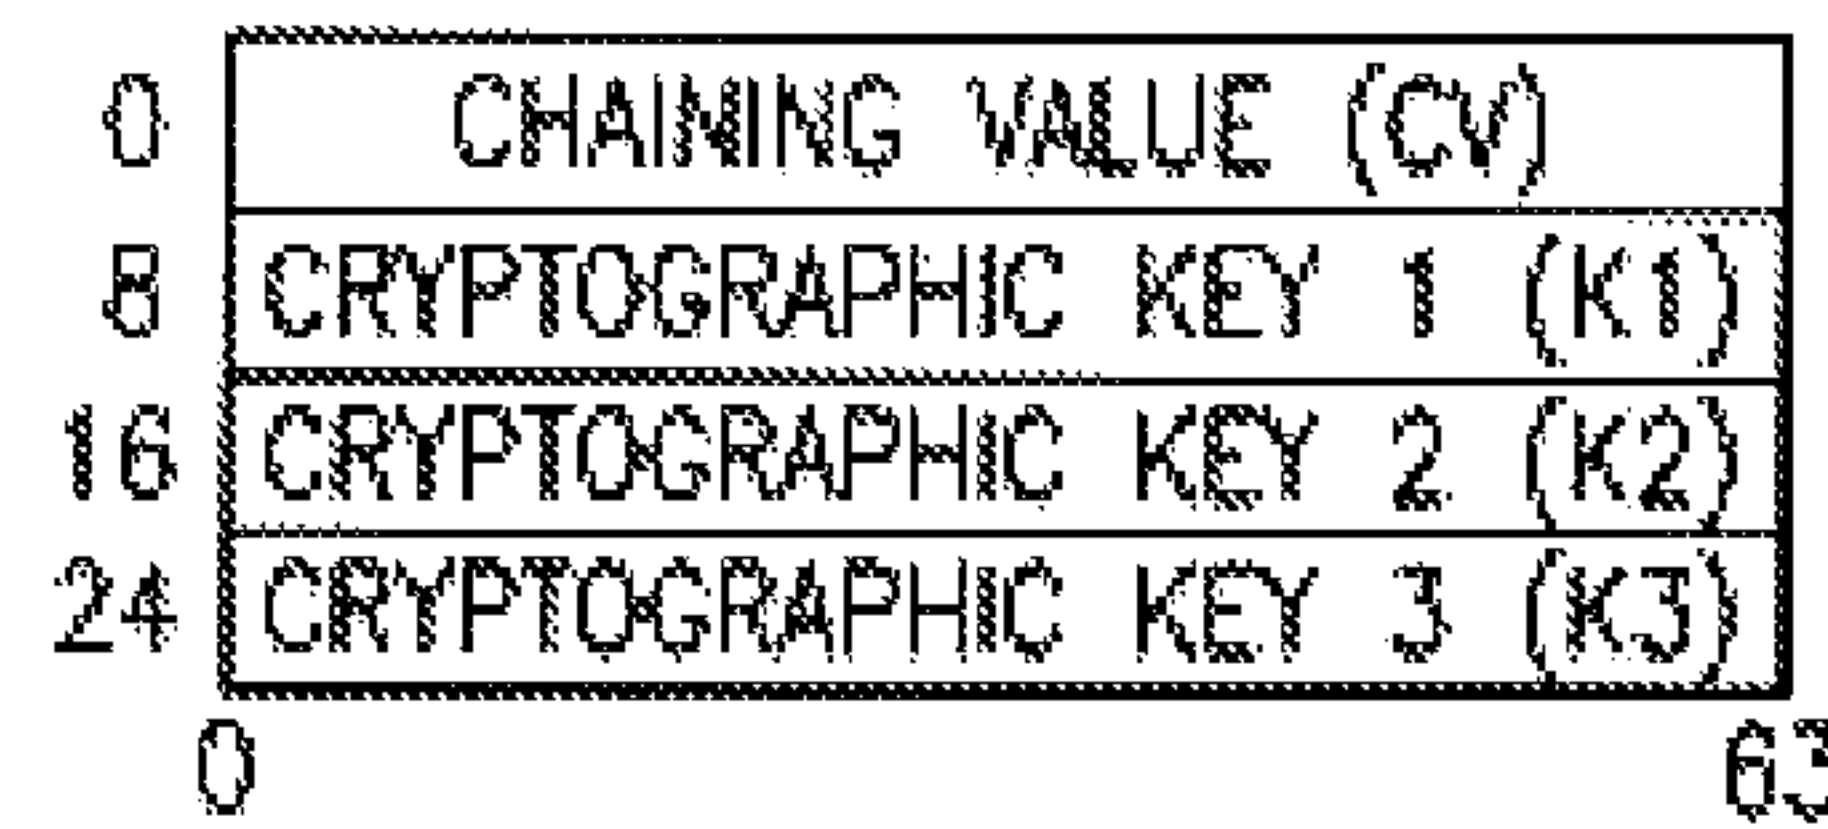 0 CHAINING VALUE (CV)
8 CRYPTOGRAPHIC KEY 1 (K1)
16 CRYPTOGRAPHIC KEY 2 (K2)
24 CRYPTOGRAPHIC KEY 3 (K3)
0 63